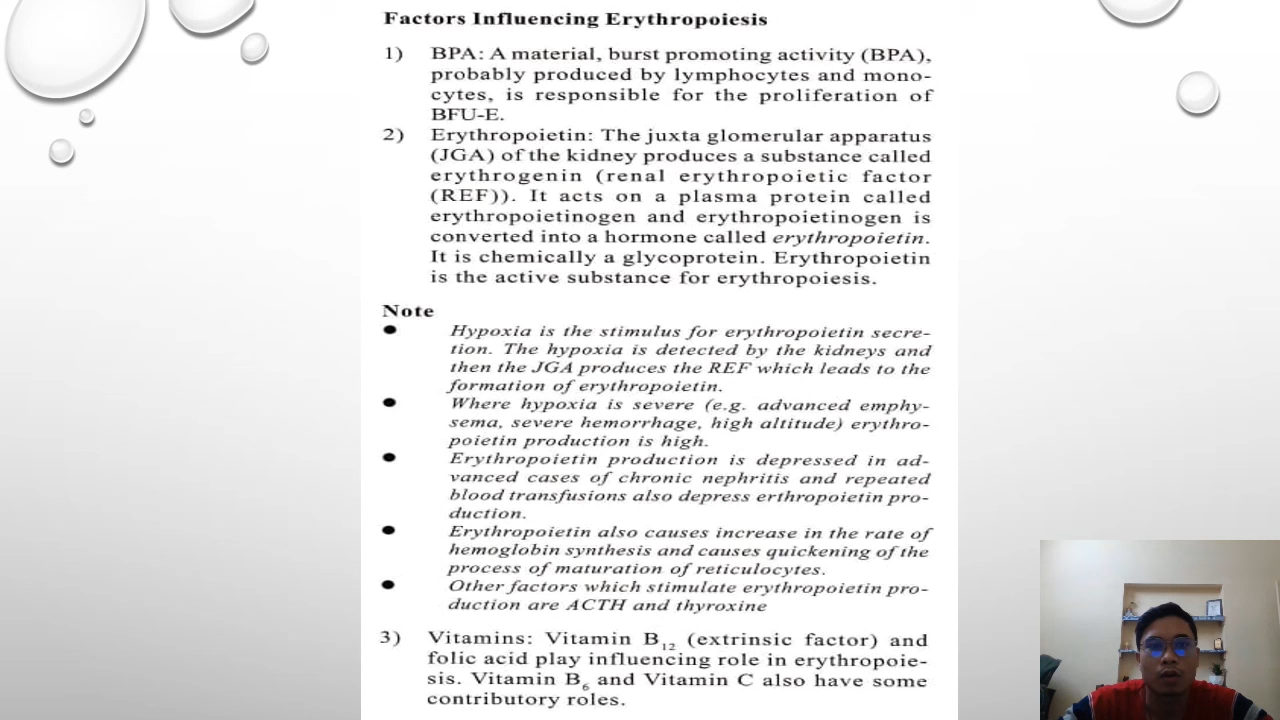 Factors Influencing Erythropoiesis
1) BPA: A material, burst promoting activity (BPA),
probably produced by lymphocytes and mono-
cytes, is responsible for the proliferation of
BFU-E.
2) Erythropoietin: The juxta glomerular apparatus
(JGA) of the kidney produces a substance called
erythrogenin (renal erythropoietic factor
(REF)). It acts on a plasma protein called
erythropoietinogen and erythropoietinogen is
converted into a hormone called erythropoietin.
It is chemically a glycoprotein. Erythropoietin
is the active substance for erythropoiesis.
Note
● Hypoxia is the stimulus for erythropoietin secre-
tion. The hypoxia is detected by the kidneys and
then the JGA produces the REF which leads to the
formation of erythropoietin.
● Where hypoxia is severe (e.g. advanced emphy-
sema, severe hemorrhage, high altitude) erythro-
poietin production is high.
● Erythropoietin production is depressed in ad-
vanced cases of chronic nephritis and repeated
blood transfusions also depress erthropoietin pro-
duction.
● Erythropoietin also causes increase in the rate of
hemoglobin synthesis and causes quickening of the
process of maturation of reticulocytes.
● Other factors which stimulate erythropoietin pro-
duction are ACTH and thyroxine
3) Vitamins: Vitamin B₁₂ (extrinsic factor) and
folic acid play influencing role in erythropoie-
sis. Vitamin B₆ and Vitamin C also have some
contributory roles.